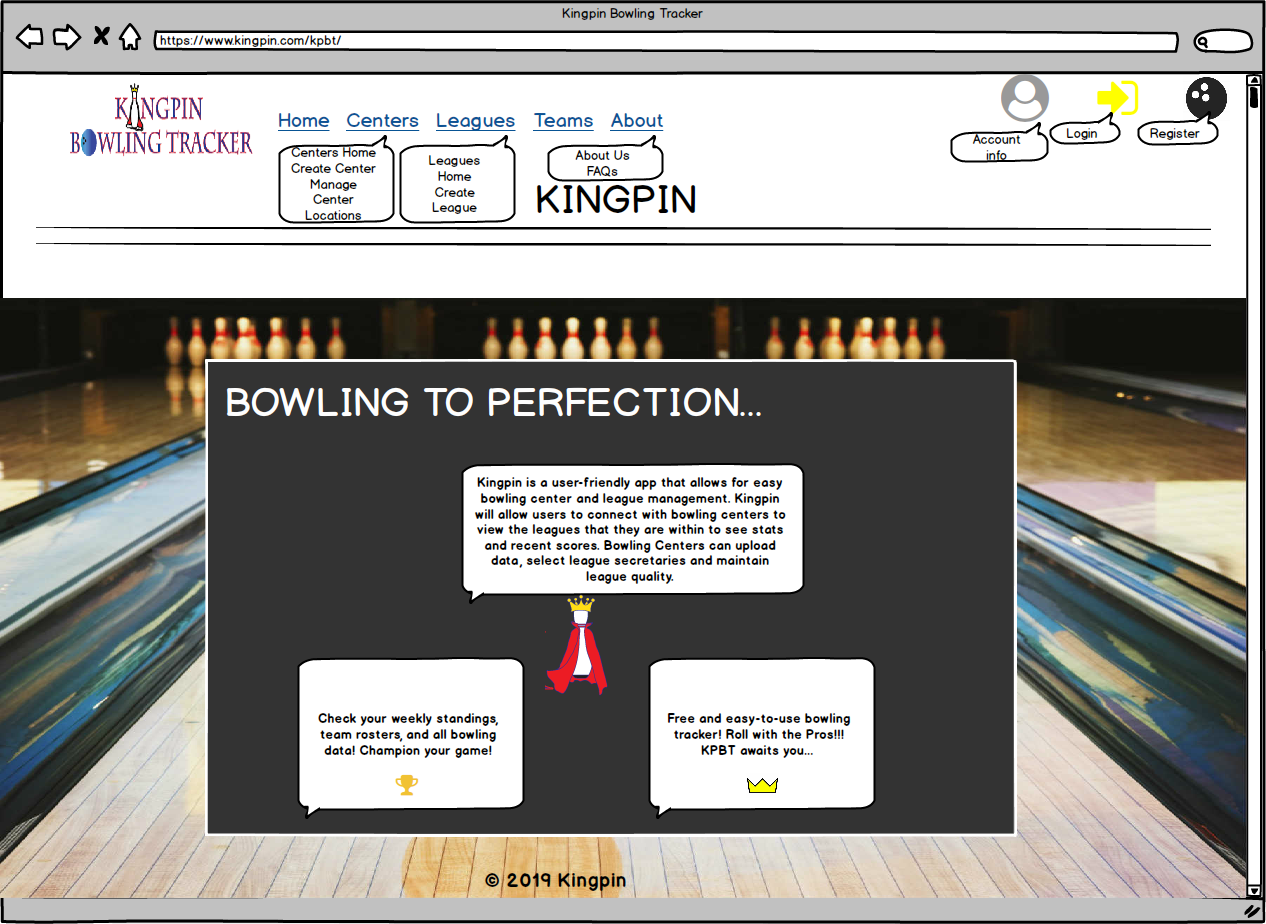 Kingpin Bowling Tracker
https://www.kingpin.com/kpbt/
KINGPIN
BOWLING TRACKER
Home Centers Leagues Teams About
Centers Home
Create Center
Manage
Center
Locations
Leagues
Home
Create
League
About Us
FAQs
Account
info
Login
Register
KINGPIN
BOWLING TO PERFECTION...
Kingpin is a user-friendly app that allows for easy
bowling center and league management. Kingpin
will allow users to connect with bowling centers to
view the leagues that they are within to see stats
and recent scores. Bowling Centers can upload
data, select league secretaries and maintain
league quality.
Check your weekly standings,
team rosters, and all bowling
data! Champion your game!
Free and easy-to-use bowling
tracker! Roll with the Pros!!!
KPBT awaits you...
© 2019 Kingpin